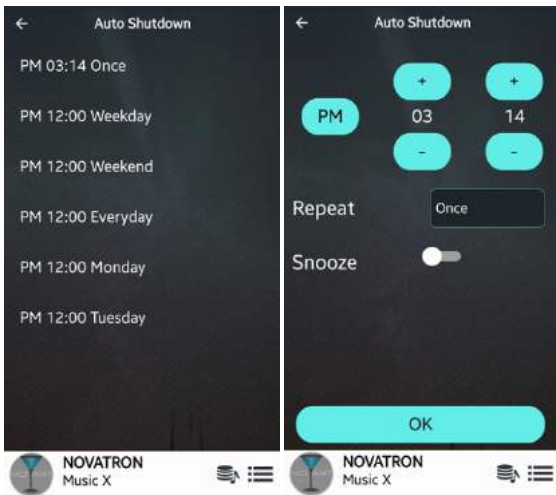 Auto Shutdown
PM 03:14 Once
PM 12:00 Weekday
PM 12:00 Weekend
PM 12:00 Everyday
PM 12:00 Monday
PM 12:00 Tuesday
NOVATRON
Music X
Auto Shutdown
+ +
PM 03 14
- -
Repeat Once
Snooze
OK
NOVATRON
Music X